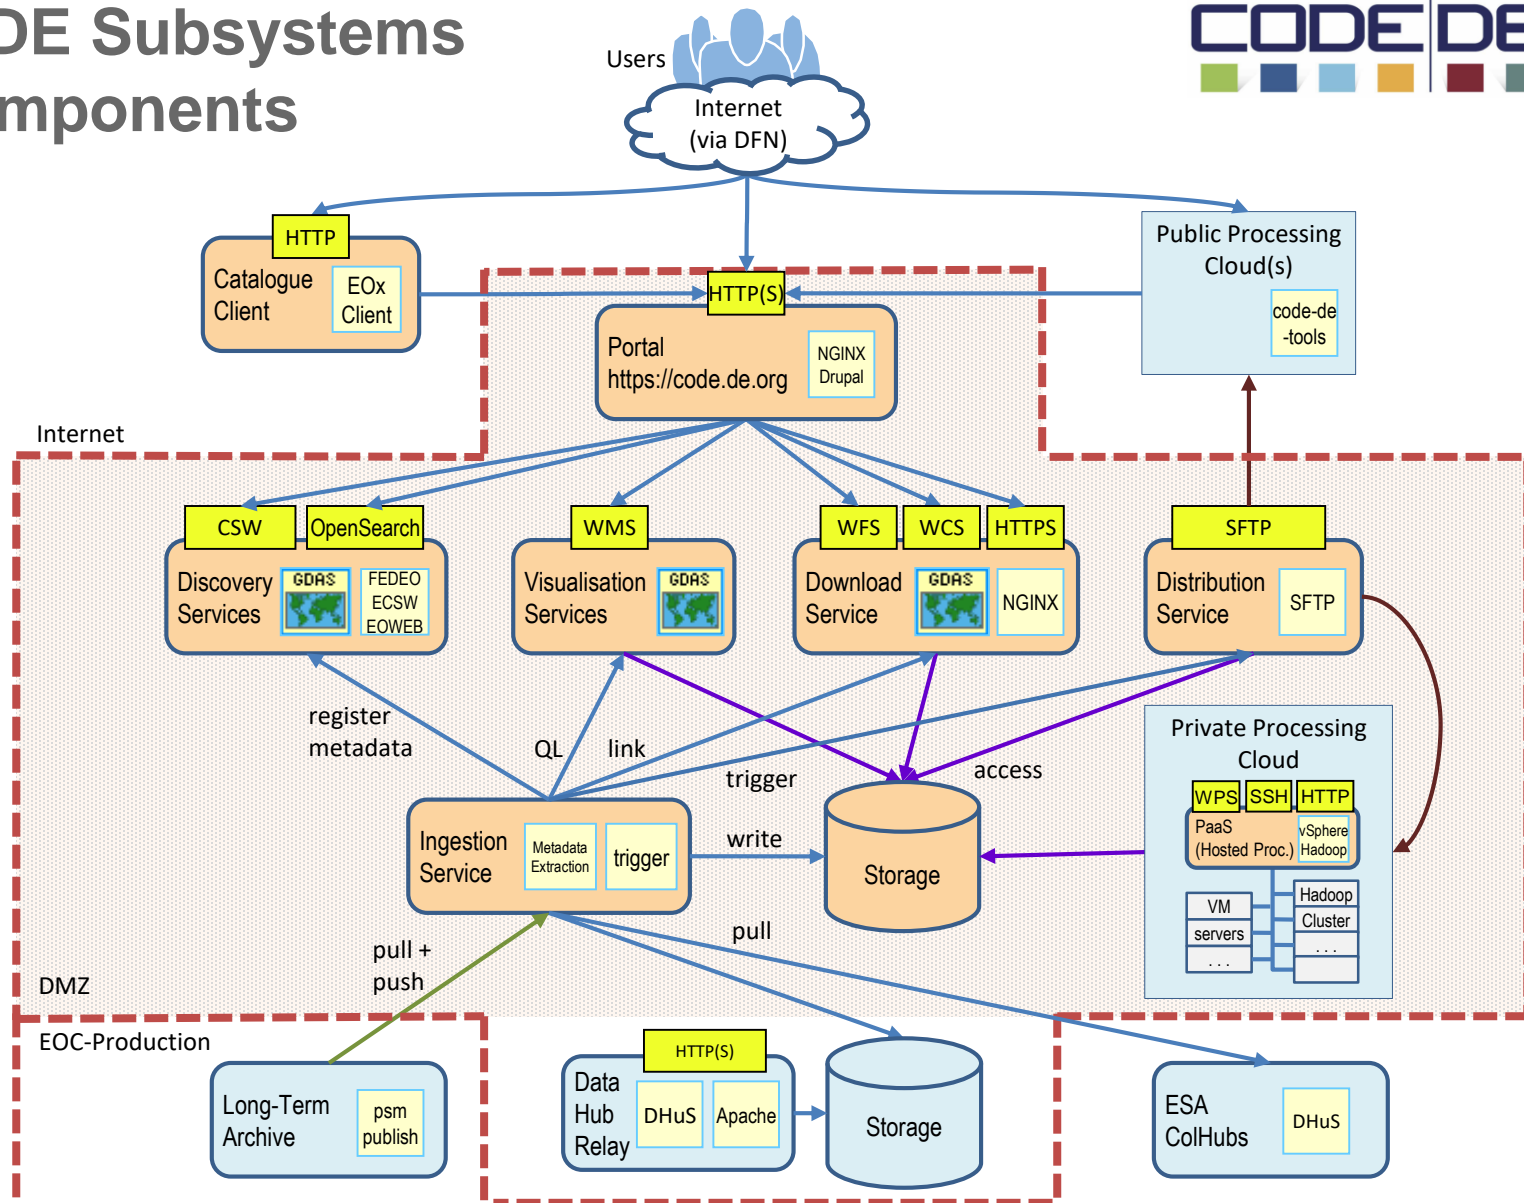 DE Subsystems
mponents
CODE|DE
Users
Internet
(via DFN)
HTTP
Catalogue
Client
EOx
Client
HTTP(S)
Portal
https://code.de.org
NGINX
Drupal
Public Processing
Cloud(s)
code-de
-tools
Internet
CSW
OpenSearch
WMS
WFS
WCS
HTTPS
SFTP
Discovery
Services
GDAS
FEDEO
ECSW
EOWEB
Visualisation
Services
GDAS
Download
Service
GDAS
NGINX
Distribution
Service
SFTP
register
metadata
QL
link
trigger
access
Private Processing
Cloud
WPS
SSH
HTTP
PaaS
(Hosted Proc.)
vSphere
Hadoop
VM
servers
. . .
Hadoop
Cluster
. . .
Ingestion
Service
Metadata
Extraction
trigger
write
Storage
pull +
push
pull
DMZ
EOC-Production
Long-Term
Archive
psm
publish
HTTP(S)
Data
Hub
Relay
DHuS
Apache
Storage
ESA
ColHubs
DHuS